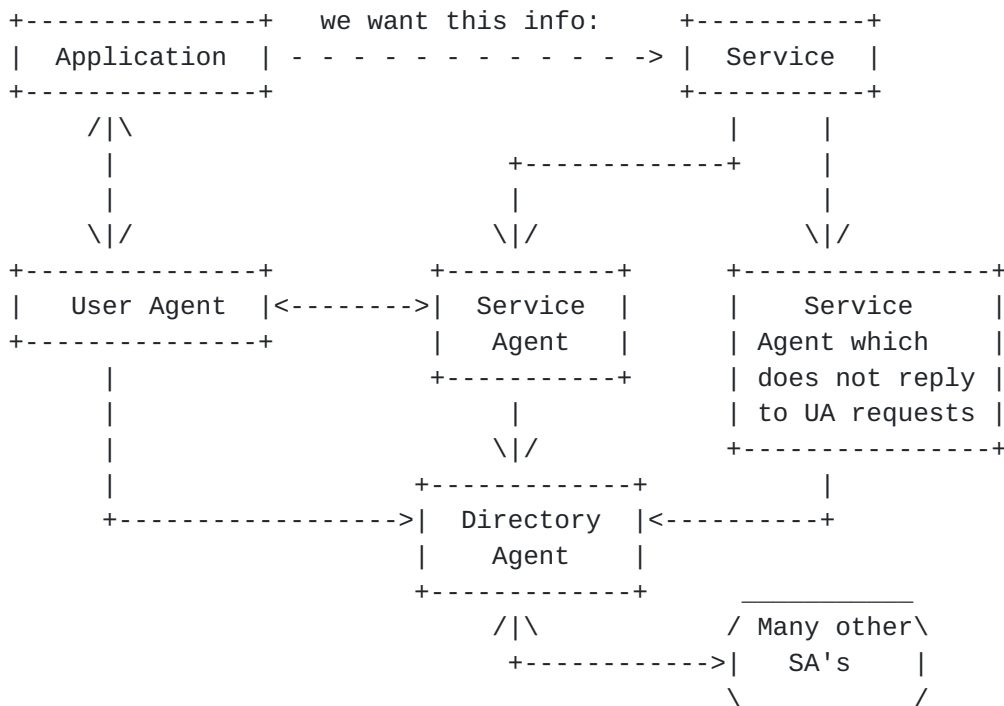 we want this info:
Application
Service
User Agent
Service
Agent
Service
Agent which
does not reply
to UA requests
Directory
Agent
Many other
SA's